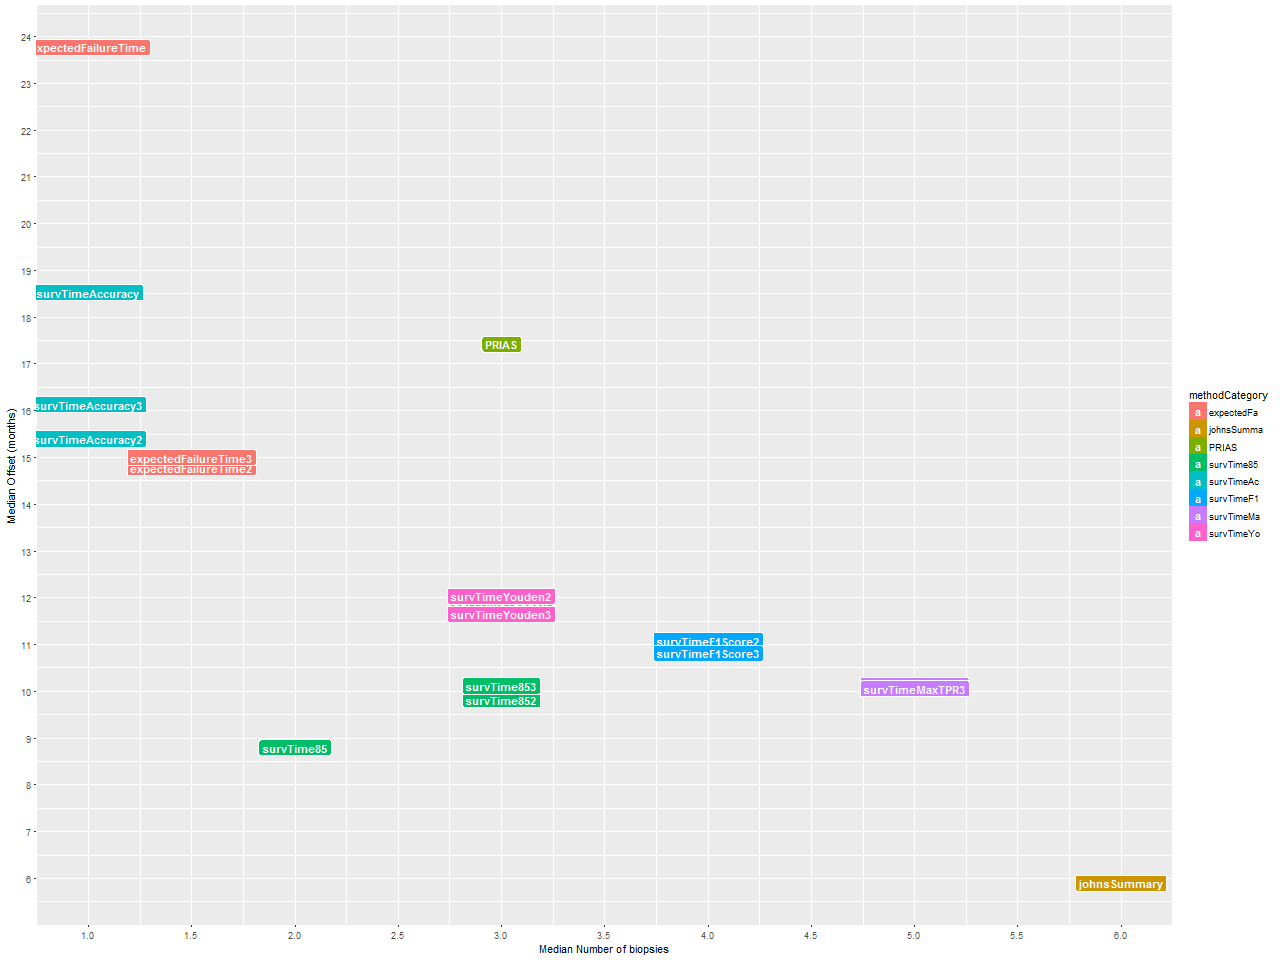 24
23
22
21
20
19
18
17
16
15
14
13
12
11
10
9
8
7
6
Median Offset (months)
xpectedFailureTime
survTimeAccuracy
PRIAS
survTimeAccuracy3
survTimeAccuracy2
expectedFailureTime3
expectedFailureTime2
survTimeYouden2
survTimeYouden3
survTimeF1Score2
survTimeF1Score3
survTime853
survTime852
survTimeMaxTPR3
survTime85
johnsSummary
1.0 1.5 2.0 2.5 3.0 3.5 4.0 4.5 5.0 5.5 6.0
Median Number of biopsies
methodCategory
a expectedFa
a johnsSumma
a PRIAS
a survTime85
a survTimeAc
a survTimeF1
a survTimeMa
a survTimeYo